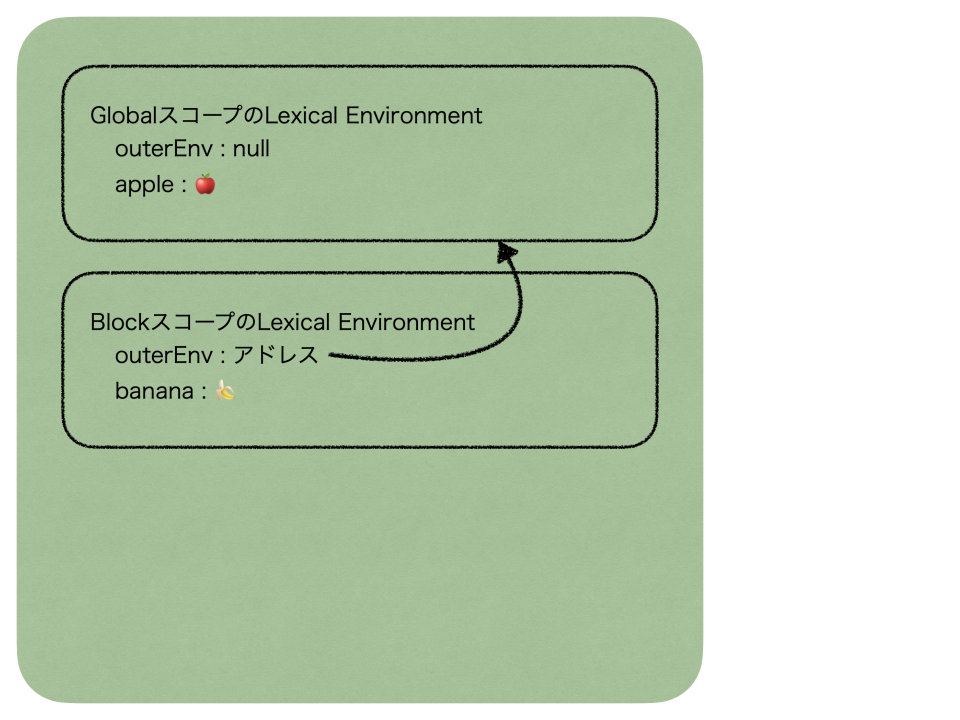 GlobalスコープのLexical Environment
outerEnv : null
apple : 🍎
BlockスコープのLexical Environment
outerEnv : アドレス
banana : 🍌